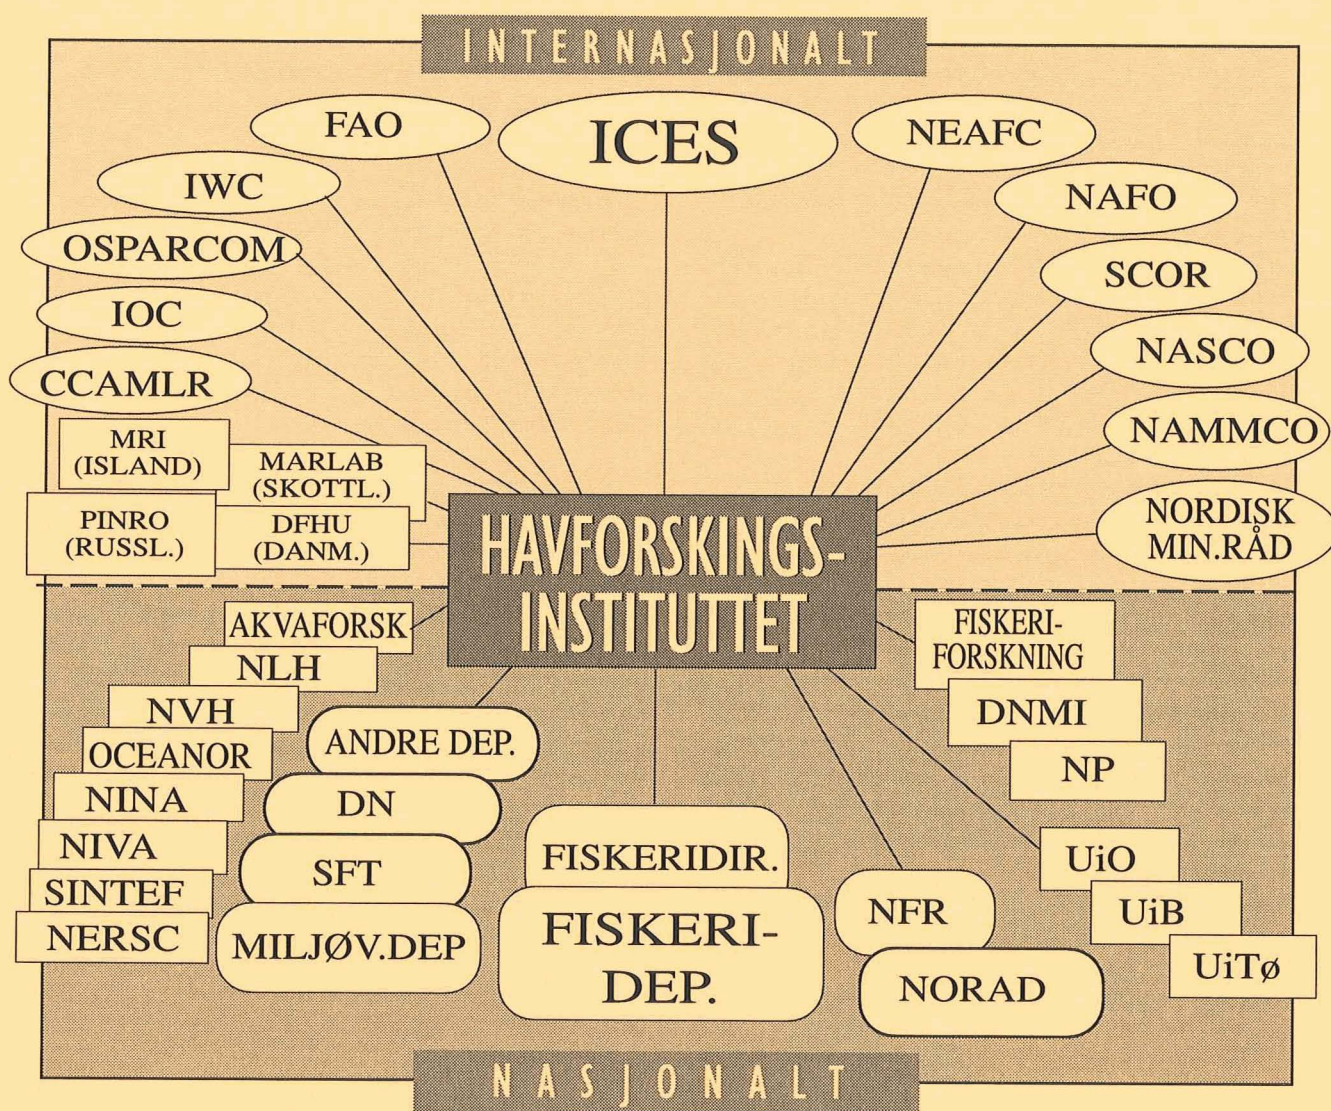 INTERNASJONALT
FAO
ICES
NEAFC
IWC
NAFO
OSPARCOM
SCOR
IOC
NASCO
CCAMLR
NAMMCO
MRI
(ISLAND)
MARLAB
(SKOTTL.)
PINRO
(RUSSL.)
DFHU
(DANM.)
NORDISK
MIN.RÅD
HAVFORSKINGS-
INSTITUTTET
AKVAFORSK
NLH
NVH
OCEANOR
NINA
NIVA
SINTEF
NERSC
ANDRE DEP.
DN
SFT
MILJØV.DEP
FISKERIDIR.
FISKERI-
DEP.
NFR
NORAD
FISKERI-
FORSKNING
DNMI
NP
UiO
UiB
UiTø
NASJONALT